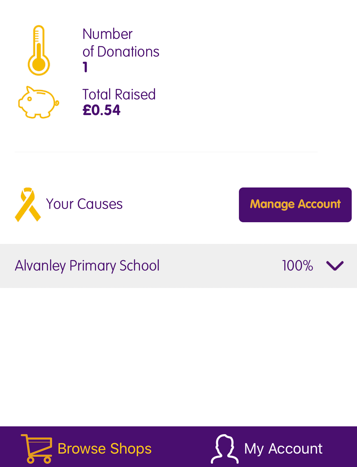 Number
of Donations
1
Total Raised
£0.54
Your Causes
Manage Account
Alvanley Primary School 100%
Browse Shops
My Account